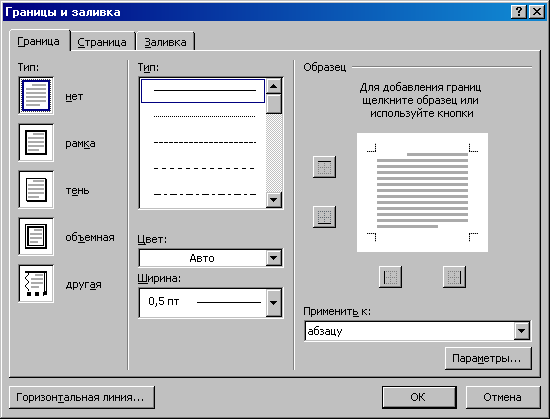 Границы и заливка
Граница
Страница
Заливка
Тип:
нет
рамка
тень
объемная
другая
Тип:
Цвет:
Авто
Ширина:
0,5 пт
Образец
Для добавления границ
щелкните образец или
используйте кнопки
Применить к:
абзацу
Параметры...
Горизонтальная линия...
ОК
Отмена